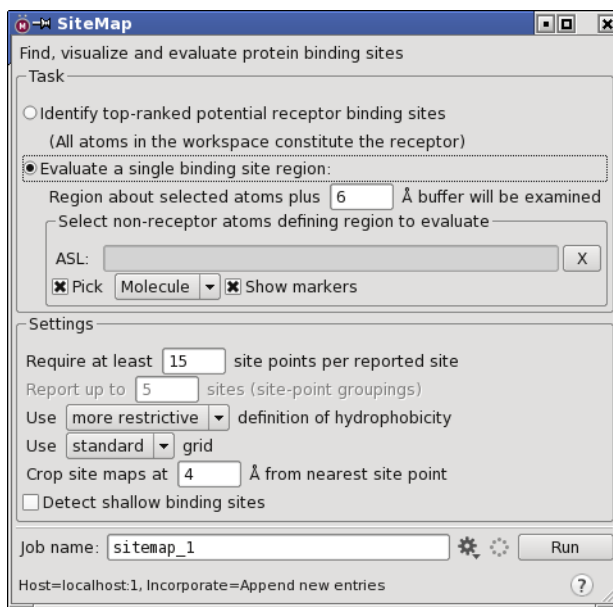 SiteMap
Find, visualize and evaluate protein binding sites
Task
Identify top-ranked potential receptor binding sites
(All atoms in the workspace constitute the receptor)
Evaluate a single binding site region:
Region about selected atoms plus 6 Å buffer will be examined
Select non-receptor atoms defining region to evaluate
ASL: X
Pick Molecule Show markers
Settings
Require at least 15 site points per reported site
Report up to 5 sites (site-point groupings)
Use more restrictive definition of hydrophobicity
Use standard grid
Crop site maps at 4 Å from nearest site point
Detect shallow binding sites
Job name: sitemap_1 Run
Host=localhost:1, Incorporate=Append new entries ?